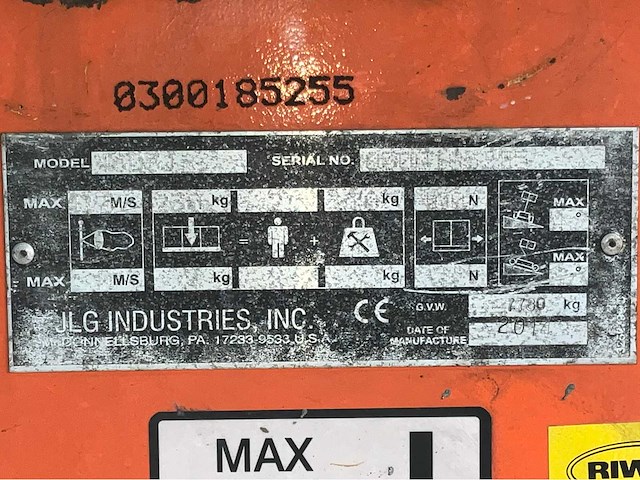 0300185255
MODEL SERIAL NO.
MAX M/S kg kg N MAX °
= +
MAX M/S kg kg N MAX °
JLG INDUSTRIES, INC. CE G.V.W. kg
McCONNELLSBURG, PA. 17233-9533 U.S.A. DATE OF MANUFACTURE
MAX
RIW